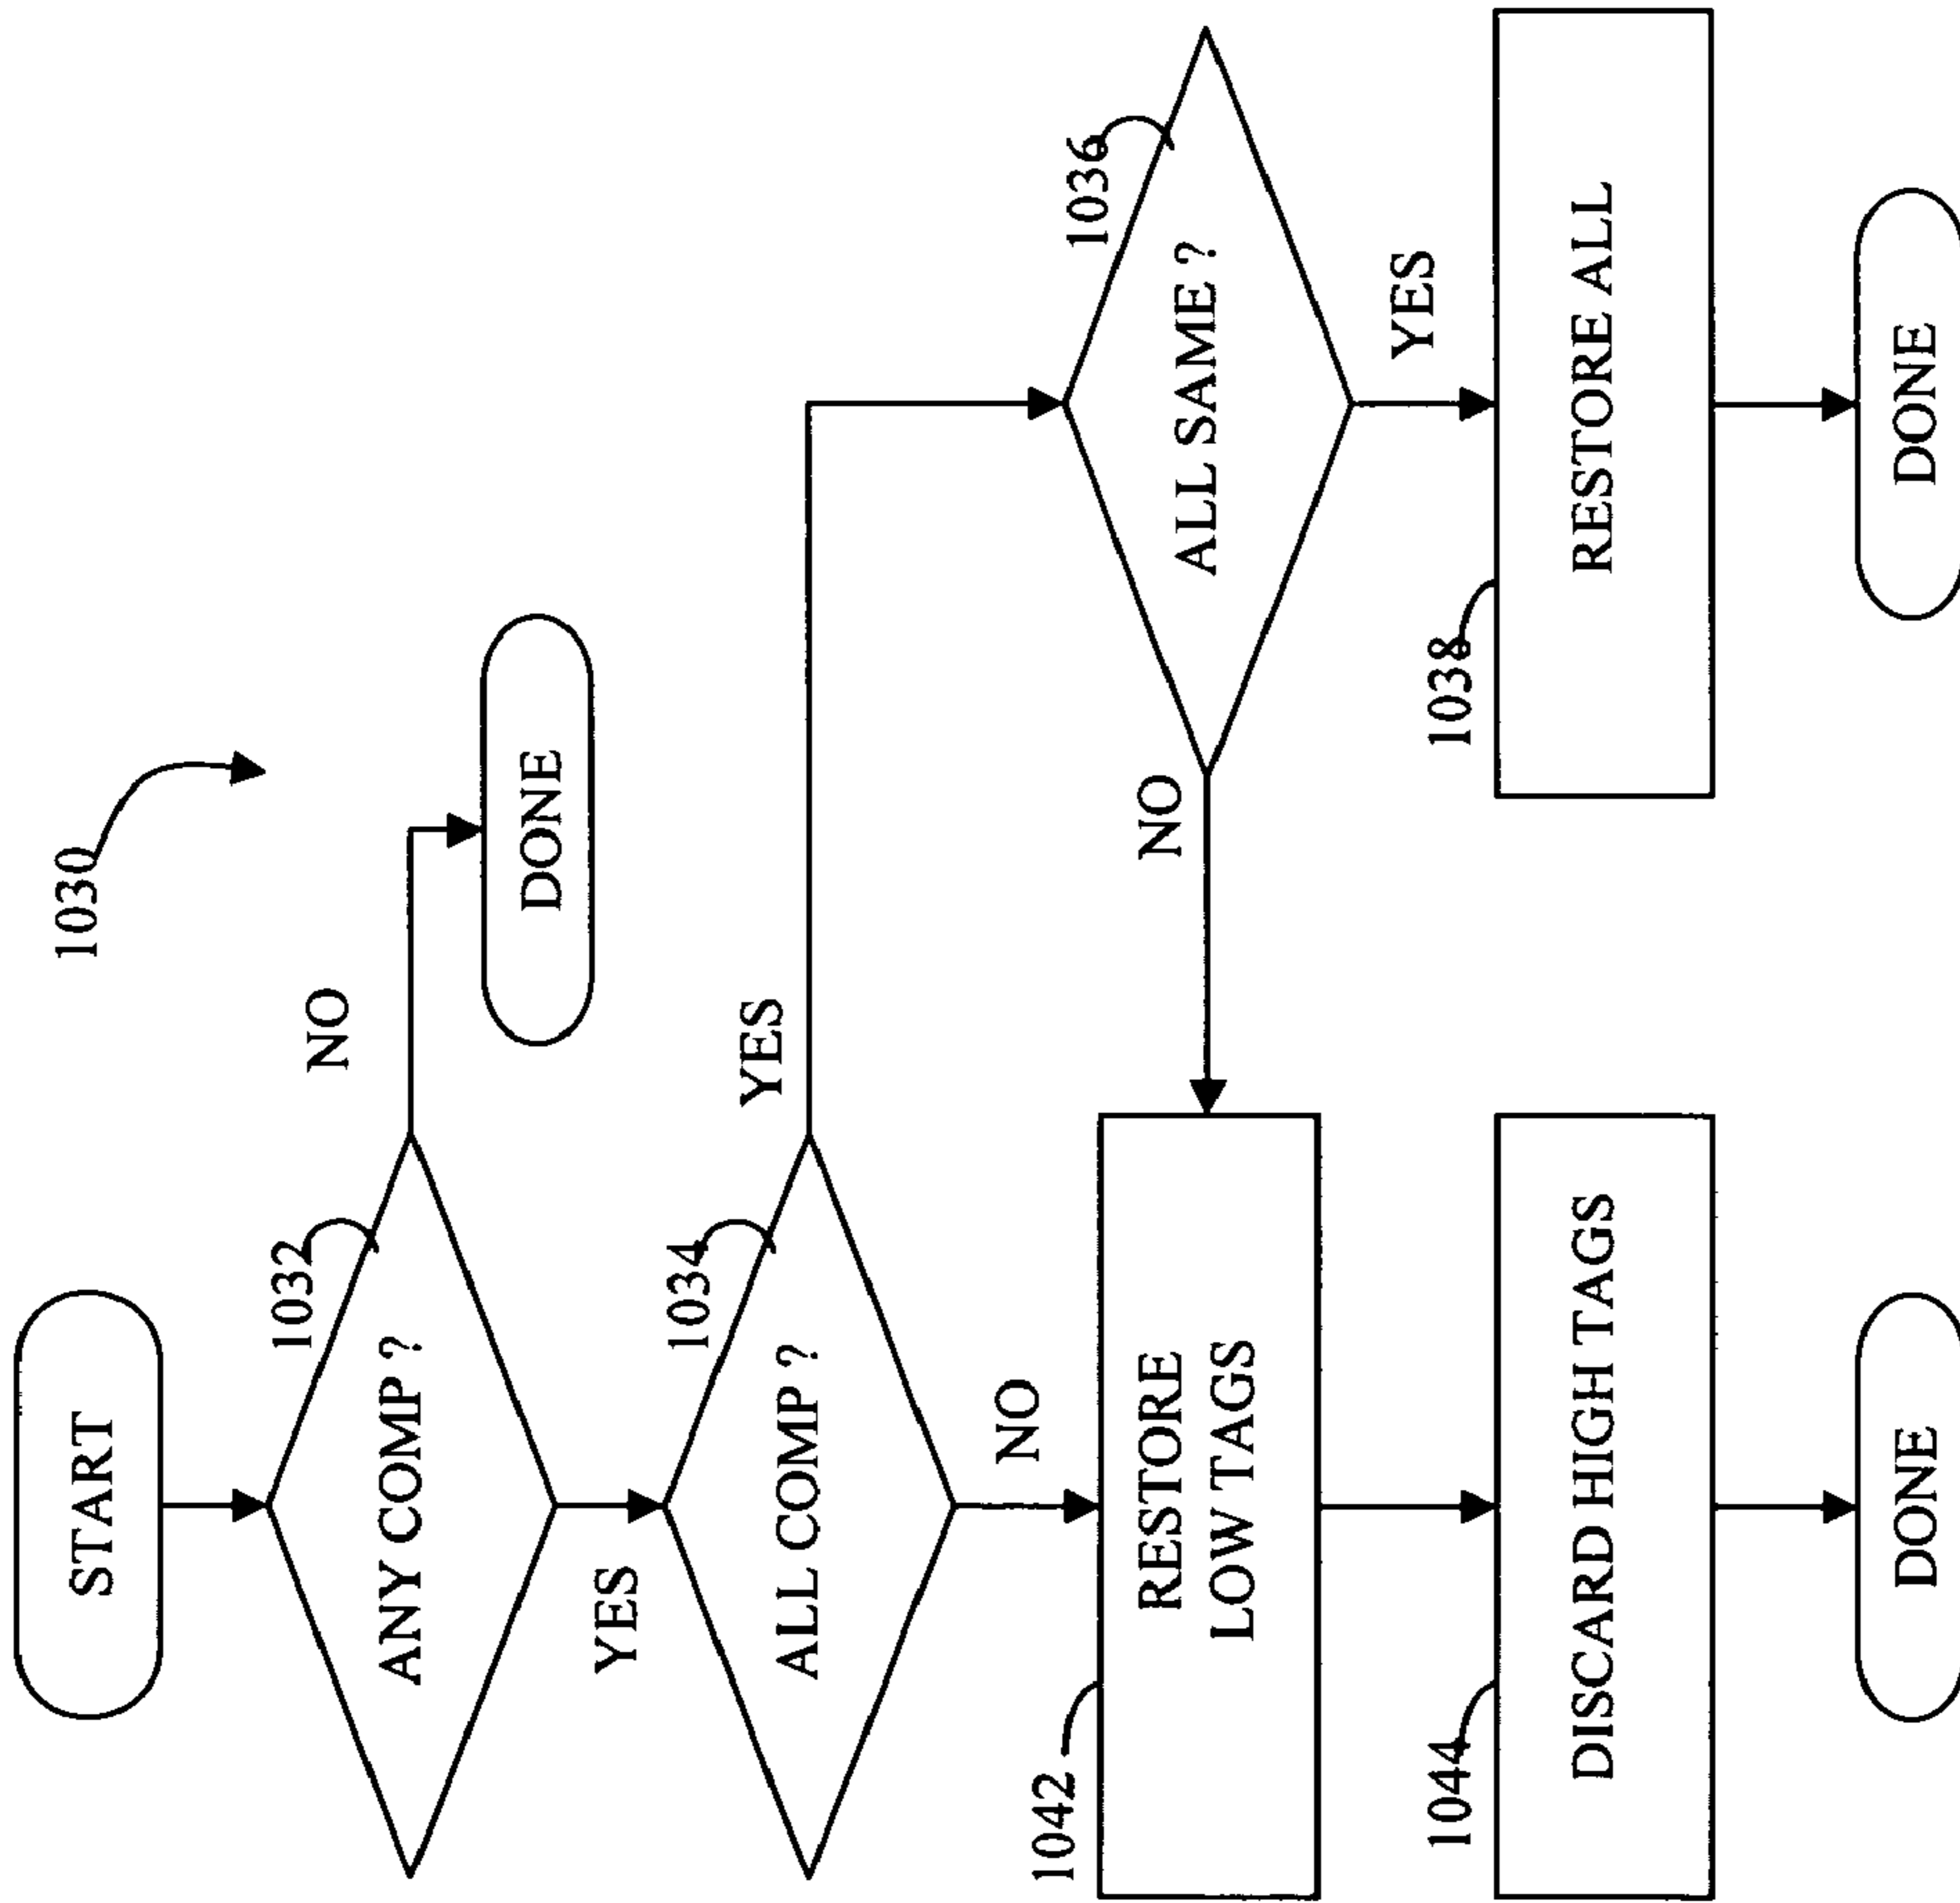 1030
START
1032
ANY COMP ?
NO
DONE
YES
1034
ALL COMP ?
YES
NO
1036
ALL SAME ?
NO
YES
1042
RESTORE
LOW TAGS
1038
RESTORE ALL
1044
DISCARD HIGH TAGS
DONE
DONE